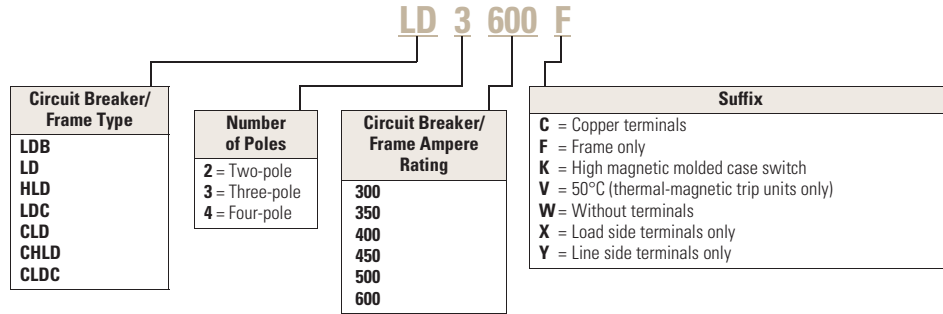 LD 3 600 F
Circuit Breaker/
Frame Type
LDB
LD
HLD
LDC
CLD
CHLD
CLDC
Number
of Poles
2 = Two-pole
3 = Three-pole
4 = Four-pole
Circuit Breaker/
Frame Ampere
Rating
300
350
400
450
500
600
Suffix
C = Copper terminals
F = Frame only
K = High magnetic molded case switch
V = 50°C (thermal-magnetic trip units only)
W = Without terminals
X = Load side terminals only
Y = Line side terminals only